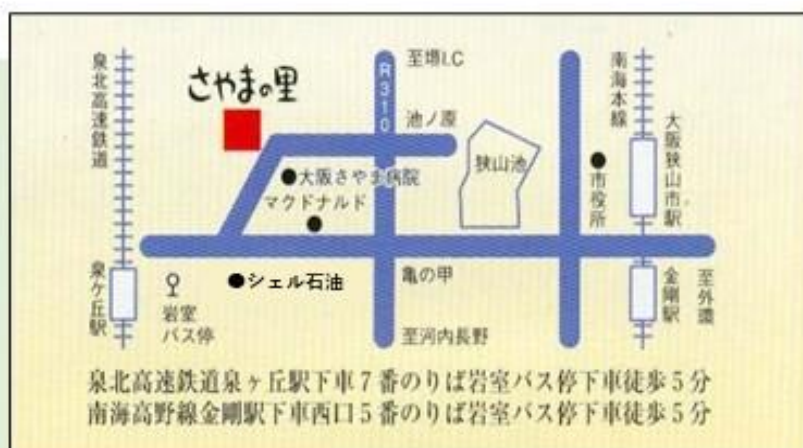 泉北高速鉄道
さやまの里
R310
至堺I.C
池ノ原
狭山池
南海本線
大阪狭山市駅
●市役所
●大阪さやま病院
マクドナルド
泉ケ丘駅
岩室
バス停
●シェル石油
亀の甲
至河内長野
金剛駅
至外環
泉北高速鉄道泉ヶ丘駅下車7番のりば岩室バス停下車徒歩5分
南海高野線金剛駅下車西口5番のりば岩室バス停下車徒歩5分